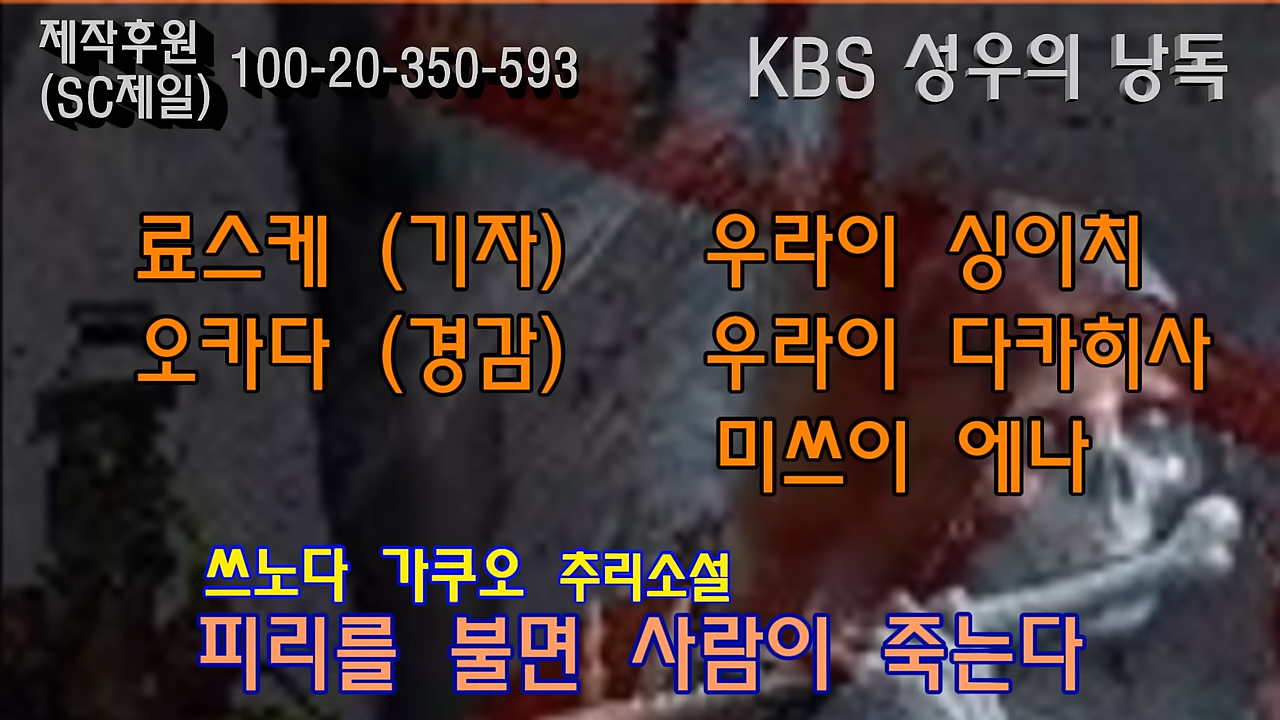 제작후원
(SC제일) 100-20-350-593
KBS 성우의 낭독
료스케 (기자)
오카다 (경감)
우라이 싱이치
우라이 다카히사
미쓰이 에나
쓰노다 가쿠오 추리소설
피리를 불면 사람이 죽는다